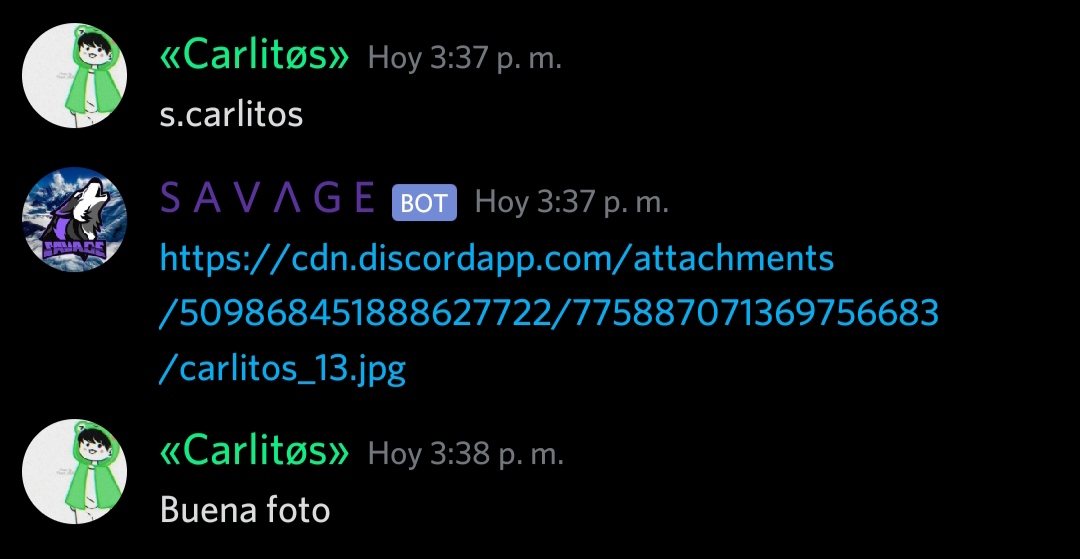 «Carlitøs» Hoy 3:37 p. m.
s.carlitos
S A V Λ G E BOT Hoy 3:37 p. m.
SAVAGE
https://cdn.discordapp.com/attachments
/509868451888627722/775887071369756683
/carlitos_13.jpg
«Carlitøs» Hoy 3:38 p. m.
Buena foto